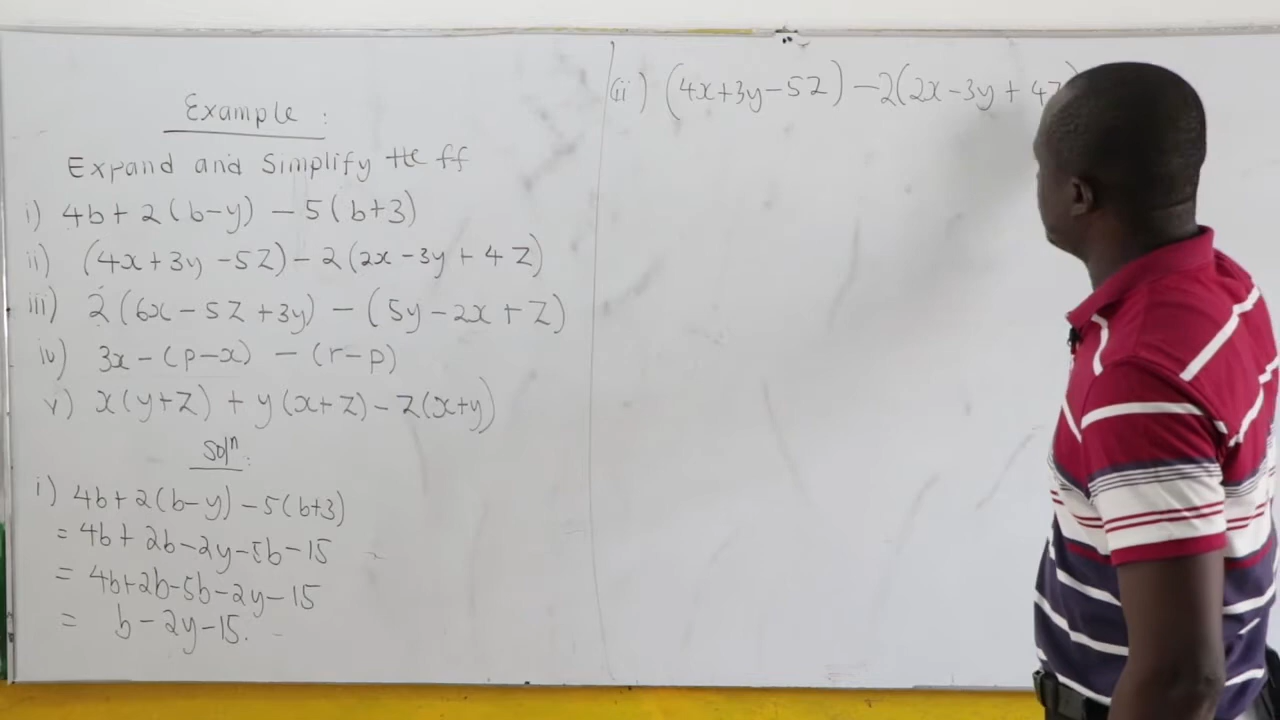 Example :
Expand and Simplify the ff
i) 4b + 2(b-y) - 5(b+3)
ii) (4x+3y-5Z) - 2(2x-3y+4Z)
iii) 2(6x-5Z+3y) - (5y-2x+Z)
iv) 3x-(p-x) - (r-p)
v) x(y+Z) + y(x+z) - Z(x+y)
Solⁿ:
i) 4b+2(b-y)-5(b+3)
= 4b+2b-2y-5b-15
= 4b+2b-5b-2y-15
= b-2y-15.
(ii) (4x+3y-5Z) -2(2x-3y+4Z)